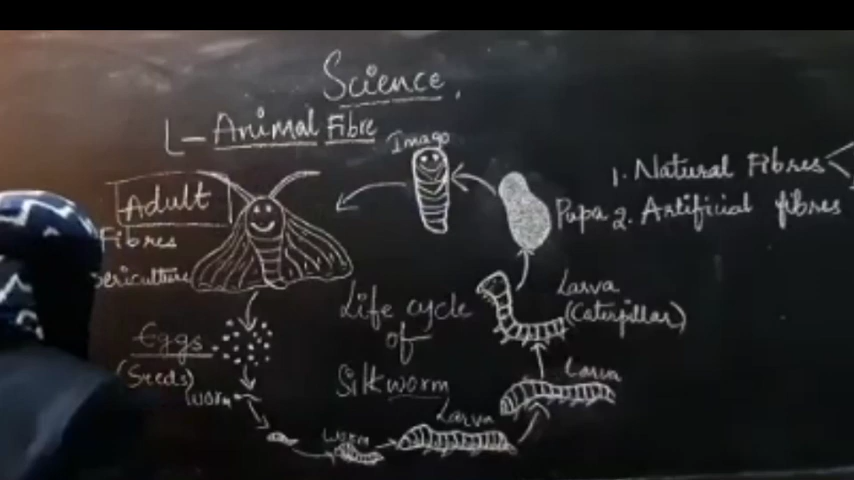 Science,
L- Animal Fibre
Imago
1. Natural Fibres
Adult
Pupa
2. Artificial fibres
Fibres
Sericulture
Larva
(Caterpillar)
Life cycle
of
Silkworm
Eggs
(Seeds)
worm
Larva
Larva
worm